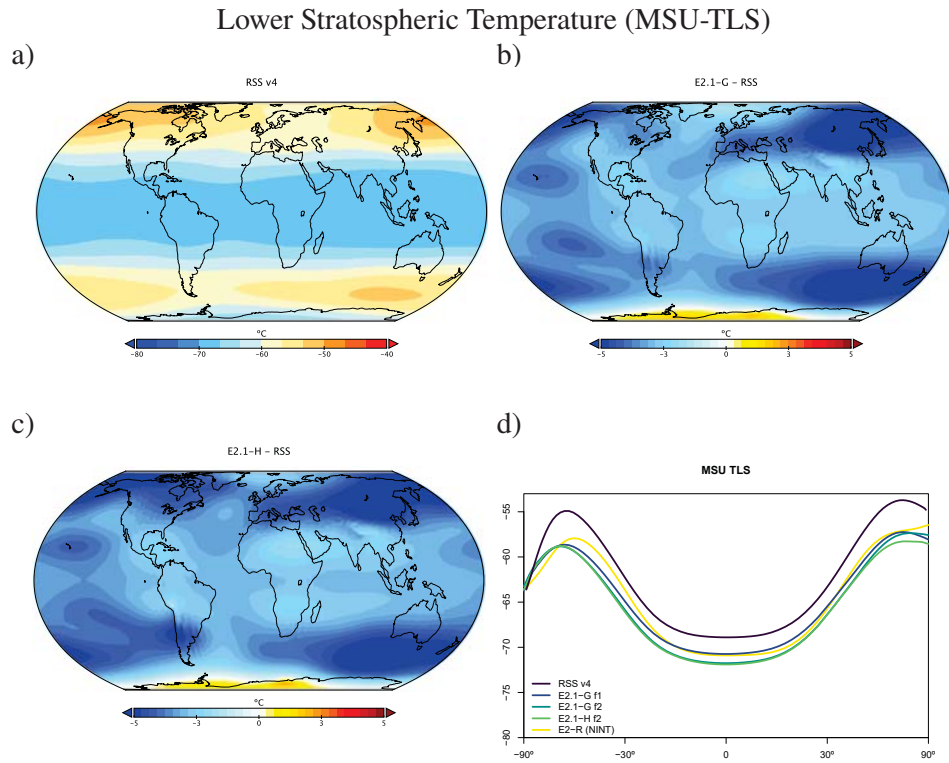 Lower Stratospheric Temperature (MSU-TLS)
a)
RSS v4
°C
−80 −70 −60 −50 −40
b)
E2.1-G – RSS
°C
−5 −3 0 3 5
c)
E2.1-H – RSS
°C
−5 −3 0 3 5
d)
MSU TLS
−55
−60
−65
−70
−75
−80
RSS v4
E2.1−G f1
E2.1−G f2
E2.1−H f2
E2−R (NINT)
−90° −30° 0 30° 90°